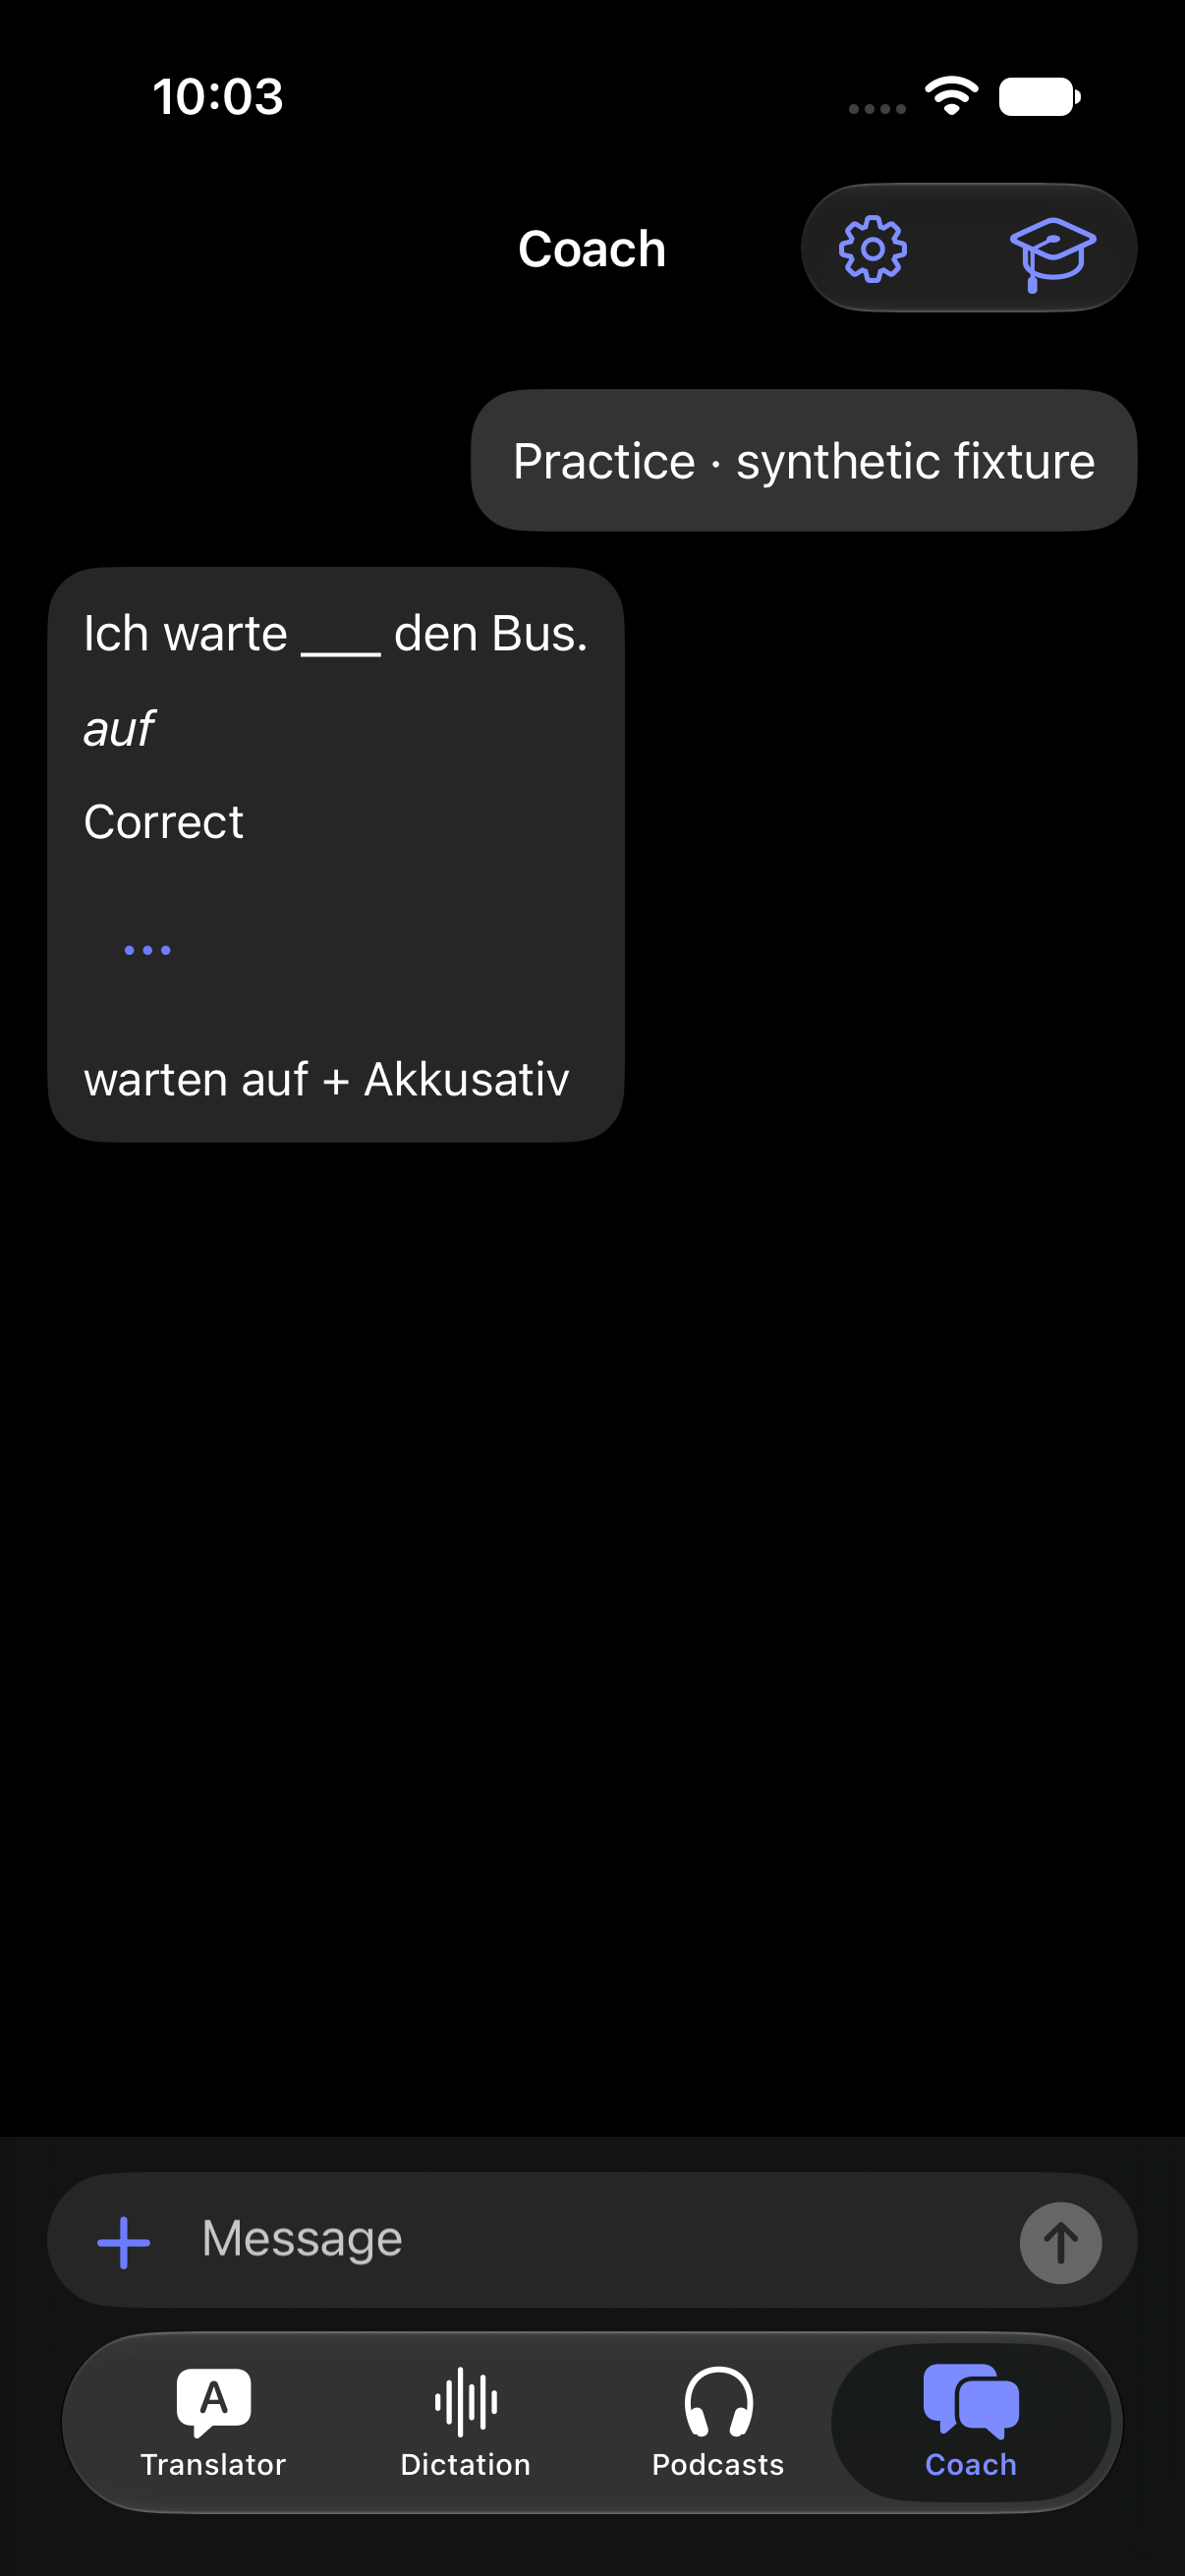 10:03
Coach
Practice · synthetic fixture
Ich warte ____ den Bus.
auf
Correct
...
warten auf + Akkusativ
Message
Translator
Dictation
Podcasts
Coach